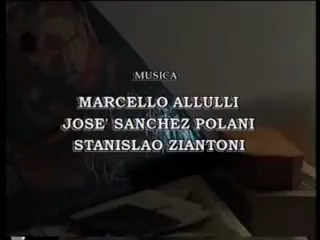 MUSICA
MARCELLO ALLULLI
JOSE' SANCHEZ POLANI
STANISLAO ZIANTONI